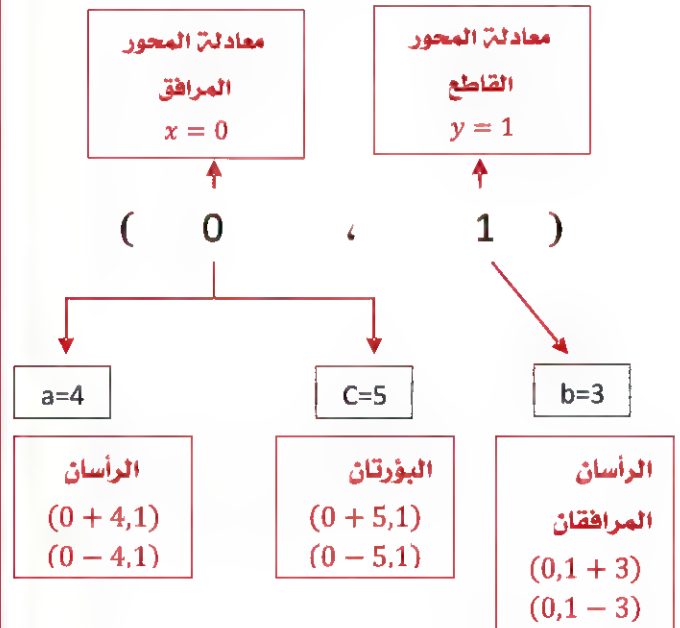 معادلة المحور
المرافق
x = 0
معادلة المحور
القاطع
y = 1
( 0 ، 1 )
a=4
C=5
b=3
الرأسان
(0 + 4,1)
(0 − 4,1)
البؤرتان
(0 + 5,1)
(0 − 5,1)
الرأسان
المرافقان
(0,1 + 3)
(0,1 − 3)